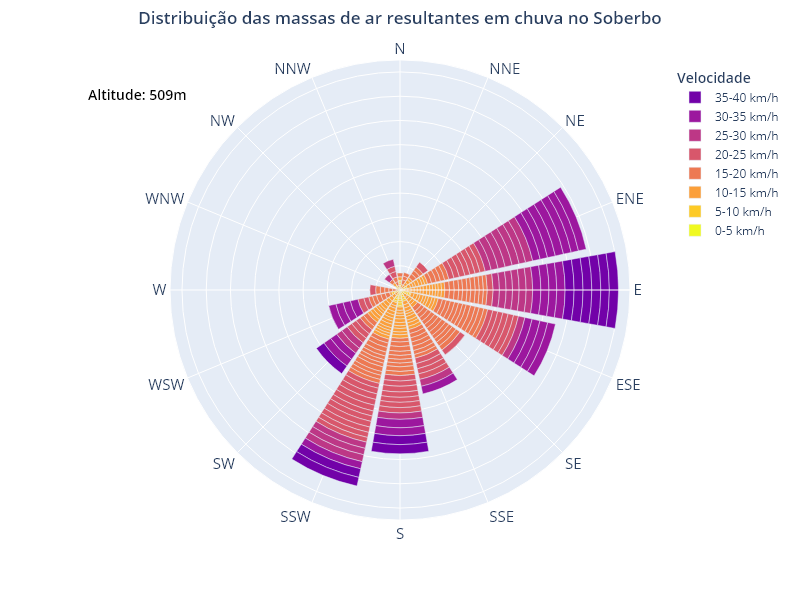 Distribuição das massas de ar resultantes em chuva no Soberbo
Altitude: 509m
N
NNE
NE
ENE
E
ESE
SE
SSE
S
SSW
SW
WSW
W
WNW
NW
NNW
Velocidade
35-40 km/h
30-35 km/h
25-30 km/h
20-25 km/h
15-20 km/h
10-15 km/h
5-10 km/h
0-5 km/h